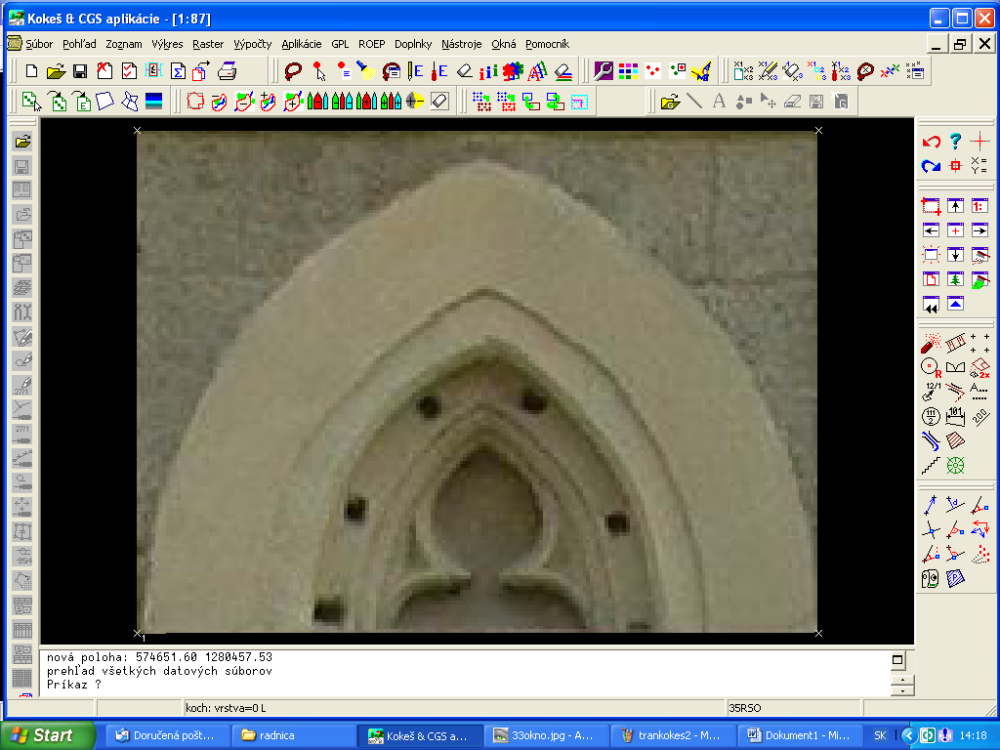 Kokeš & CGS aplikácie - [1:87]
Súbor Pohľad Zoznam Výkres Raster Výpočty Aplikácie GPL ROEP Doplnky Nástroje Okná Pomocník
nová poloha: 574651.60 1280457.53
prehľad všetkých datových súborov
Príkaz ?
koch: vrstva=0 L
35RSO
Start
Doručená pošt...
radnica
Kokeš & CGS a...
33okno.jpg - A...
trankokes2 - M...
Dokument1 - Mi...
SK
14:18